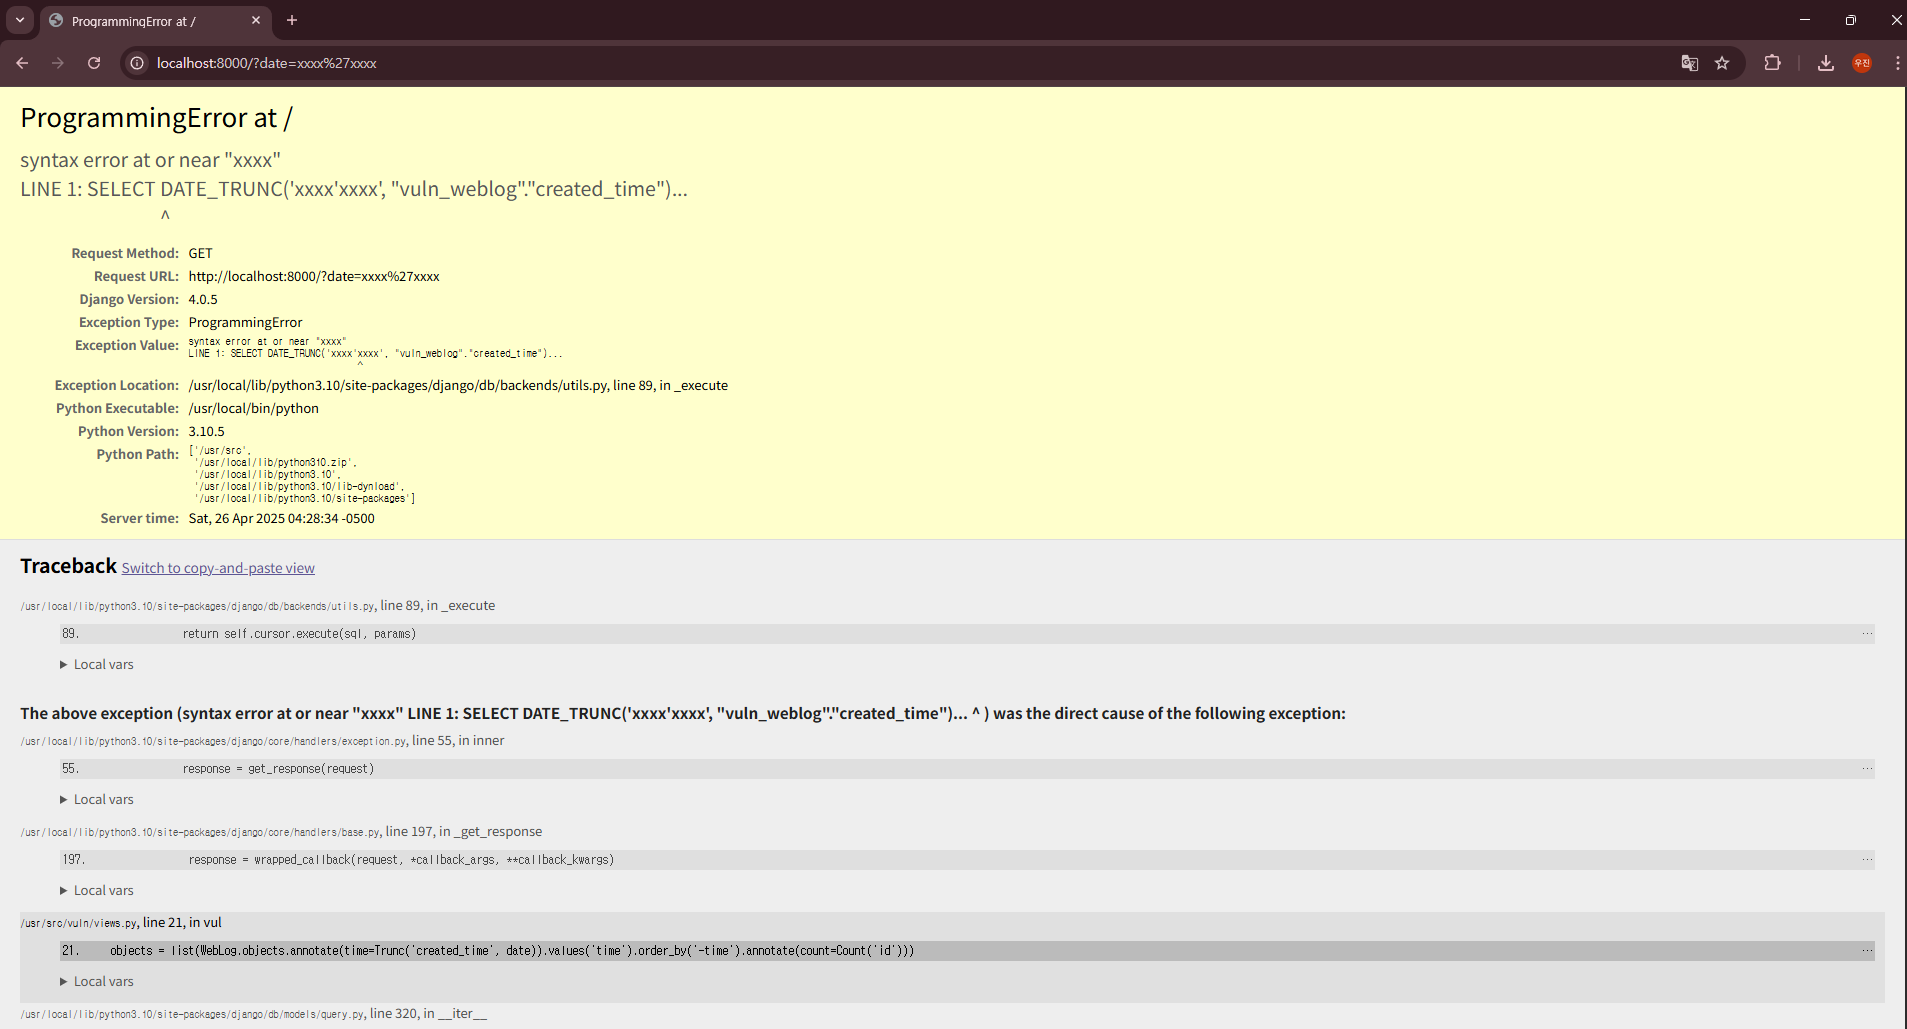 ProgrammingError at /
localhost:8000/?date=xxxx%27xxxx
우진
ProgrammingError at /
syntax error at or near "xxxx"
LINE 1: SELECT DATE_TRUNC('xxxx'xxxx', "vuln_weblog"."created_time")...
^
Request Method: GET
Request URL: http://localhost:8000/?date=xxxx%27xxxx
Django Version: 4.0.5
Exception Type: ProgrammingError
Exception Value: syntax error at or near "xxxx"
LINE 1: SELECT DATE_TRUNC('xxxx'xxxx', "vuln_weblog"."created_time")...
^
Exception Location: /usr/local/lib/python3.10/site-packages/django/db/backends/utils.py, line 89, in _execute
Python Executable: /usr/local/bin/python
Python Version: 3.10.5
Python Path: ['/usr/src',
'/usr/local/lib/python310.zip',
'/usr/local/lib/python3.10',
'/usr/local/lib/python3.10/lib-dynload',
'/usr/local/lib/python3.10/site-packages']
Server time: Sat, 26 Apr 2025 04:28:34 -0500
Traceback Switch to copy-and-paste view
/usr/local/lib/python3.10/site-packages/django/db/backends/utils.py, line 89, in _execute
89. return self.cursor.execute(sql, params) ...
▶ Local vars
The above exception (syntax error at or near "xxxx" LINE 1: SELECT DATE_TRUNC('xxxx'xxxx', "vuln_weblog"."created_time")... ^ ) was the direct cause of the following exception:
/usr/local/lib/python3.10/site-packages/django/core/handlers/exception.py, line 55, in inner
55. response = get_response(request) ...
▶ Local vars
/usr/local/lib/python3.10/site-packages/django/core/handlers/base.py, line 197, in _get_response
197. response = wrapped_callback(request, *callback_args, **callback_kwargs) ...
▶ Local vars
/usr/src/vuln/views.py, line 21, in vul
21. objects = list(WebLog.objects.annotate(time=Trunc('created_time', date)).values('time').order_by('-time').annotate(count=Count('id'))) ...
▶ Local vars
/usr/local/lib/python3.10/site-packages/django/db/models/query.py, line 320, in __iter__